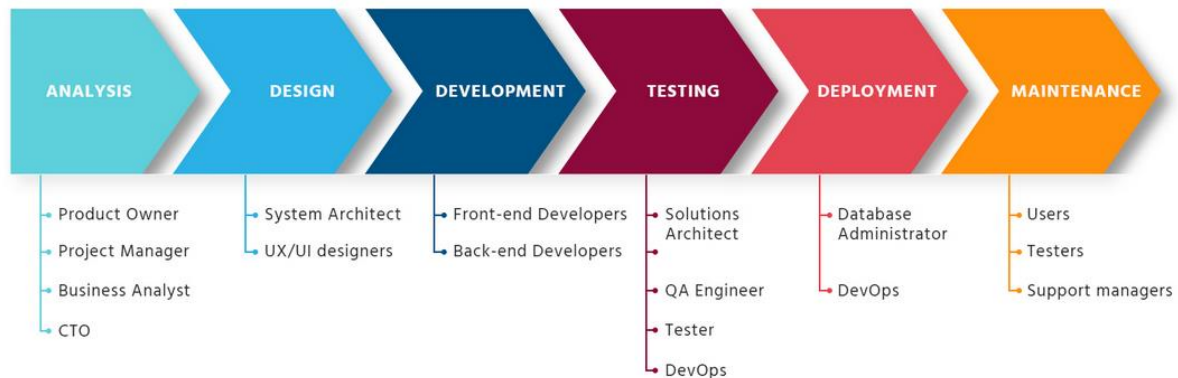 ANALYSIS
DESIGN
DEVELOPMENT
TESTING
DEPLOYMENT
MAINTENANCE
Product Owner
Project Manager
Business Analyst
CTO
System Architect
UX/UI designers
Front-end Developers
Back-end Developers
Solutions
Architect
QA Engineer
Tester
DevOps
Database
Administrator
DevOps
Users
Testers
Support managers